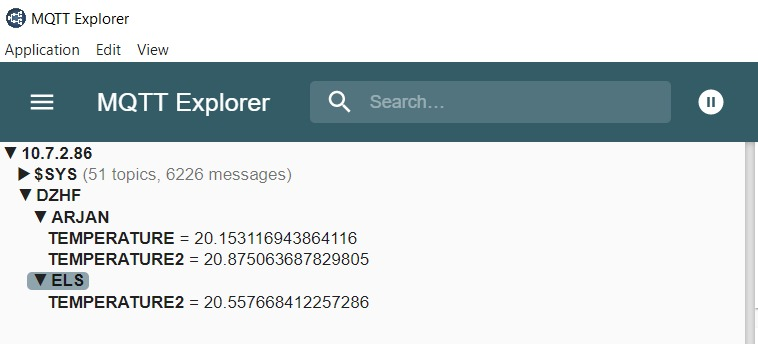 MQTT Explorer
Application Edit View
MQTT Explorer Search...
▼ 10.7.2.86
▶ $SYS (51 topics, 6226 messages)
▼ DZHF
▼ ARJAN
TEMPERATURE = 20.153116943864116
TEMPERATURE2 = 20.875063687829805
▼ ELS
TEMPERATURE2 = 20.557668412257286